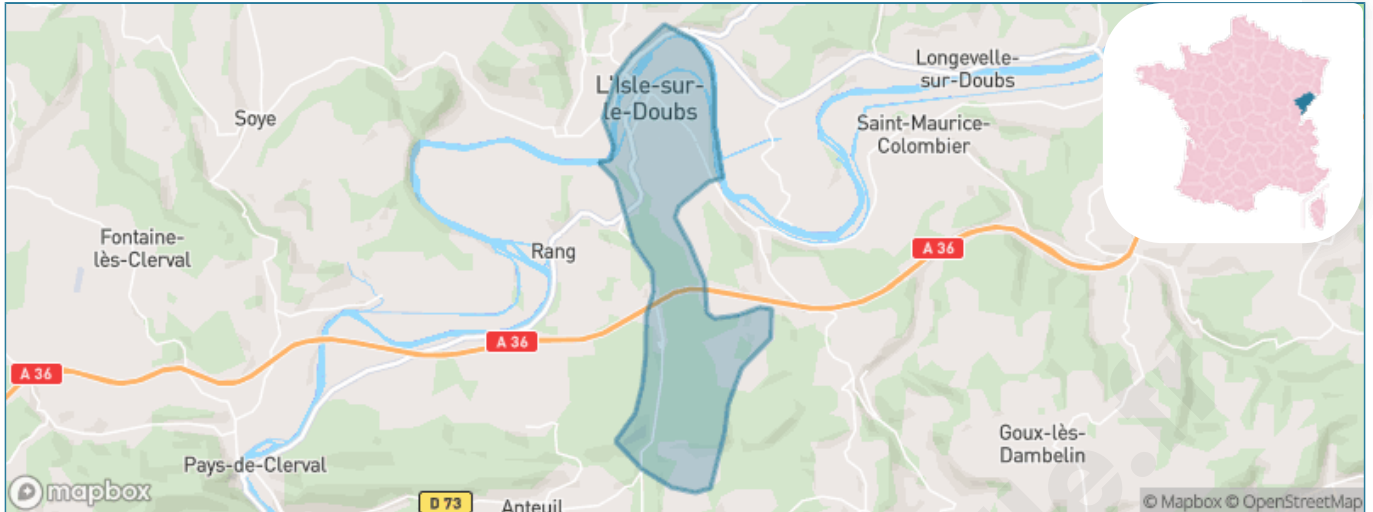 Longevelle-
sur-Doubs
L'Isle-sur-
le-Doubs
Soye
Saint-Maurice-
Colombier
Fontaine-
lès-Clerval
Rang
A 36
A 36
A 36
Goux-lès-
Dambelin
Pays-de-Clerval
mapbox
D 73
Anteuil
© Mapbox © OpenStreetMap